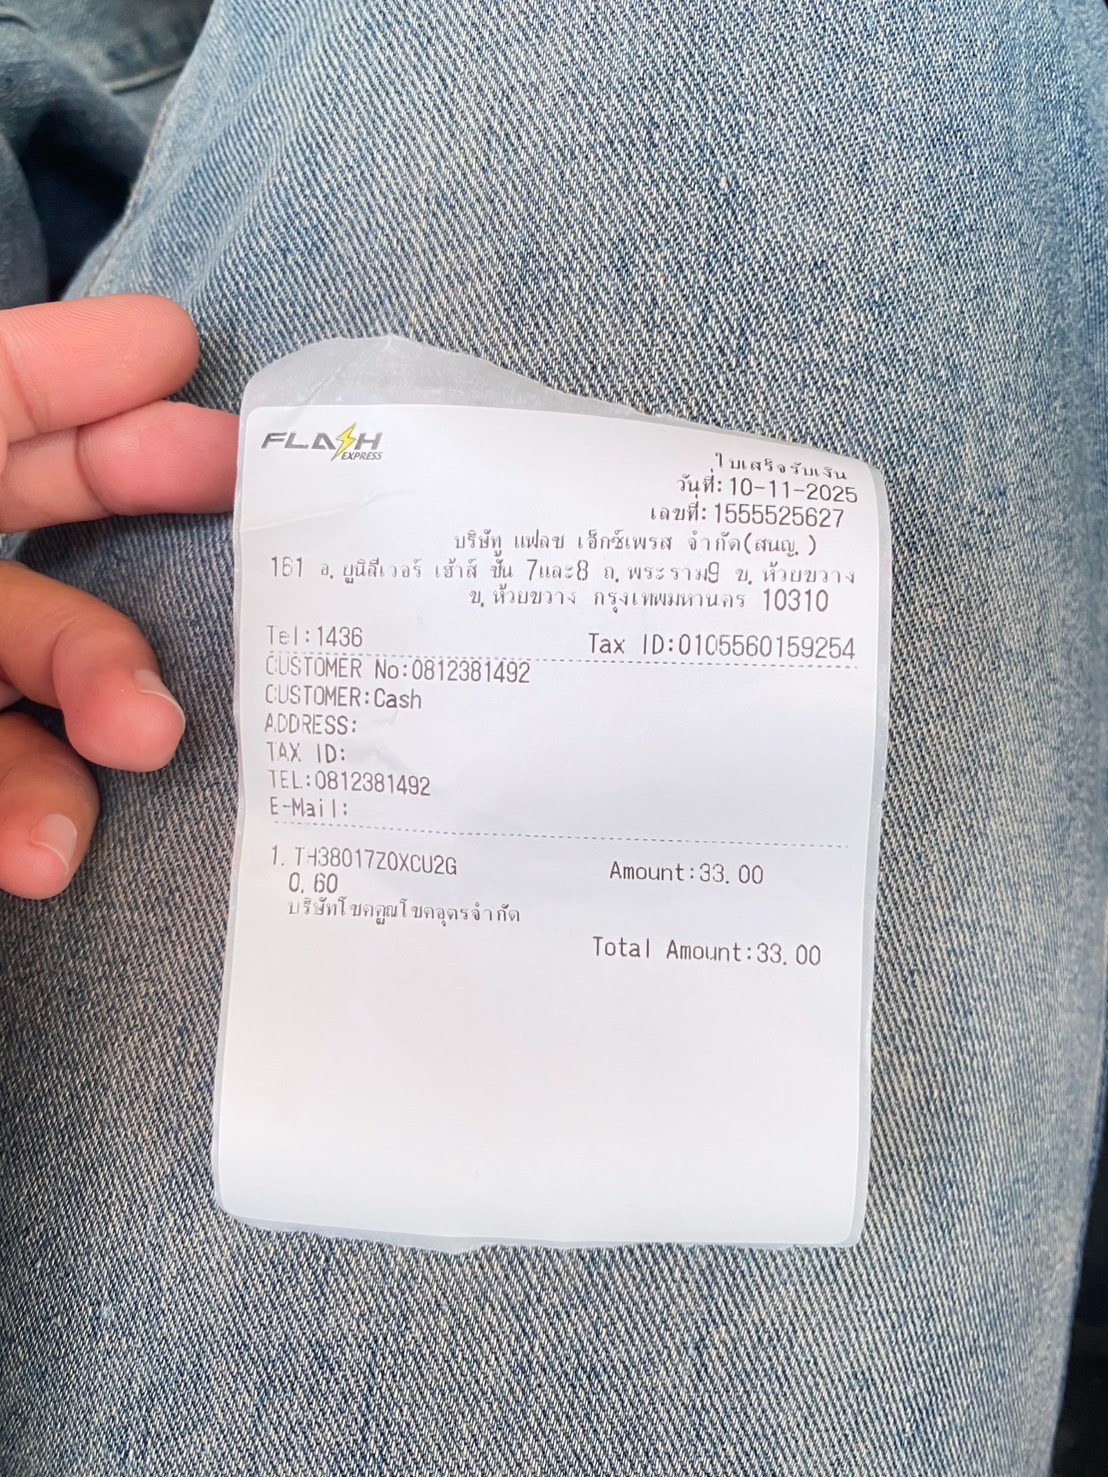 FLASH
EXPRESS
ใบเสร็จรับเงิน
วันที่:10-11-2025
เลขที่:1555525627
บริษัทู แฟลช เอ็กซ์เพรส จำกัด(สนญ.)
161 อ.ยูนิลีเวอร์ เฮ้าส์ ชั้น 7และ8 ถ.พระราม9 ข.ห้วยขวาง
ข.ห้วยขวาง กรุงเทพมหานคร 10310
Tel:1436
Tax ID:0105560159254
CUSTOMER No:0812381492
CUSTOMER:Cash
ADDRESS:
TAX ID:
TEL:0812381492
E-Mail:
1. TH38017Z0XCU2G Amount:33.00
0.60
บริษัทโชคคูณโชคอุดรจำกัด
Total Amount:33.00